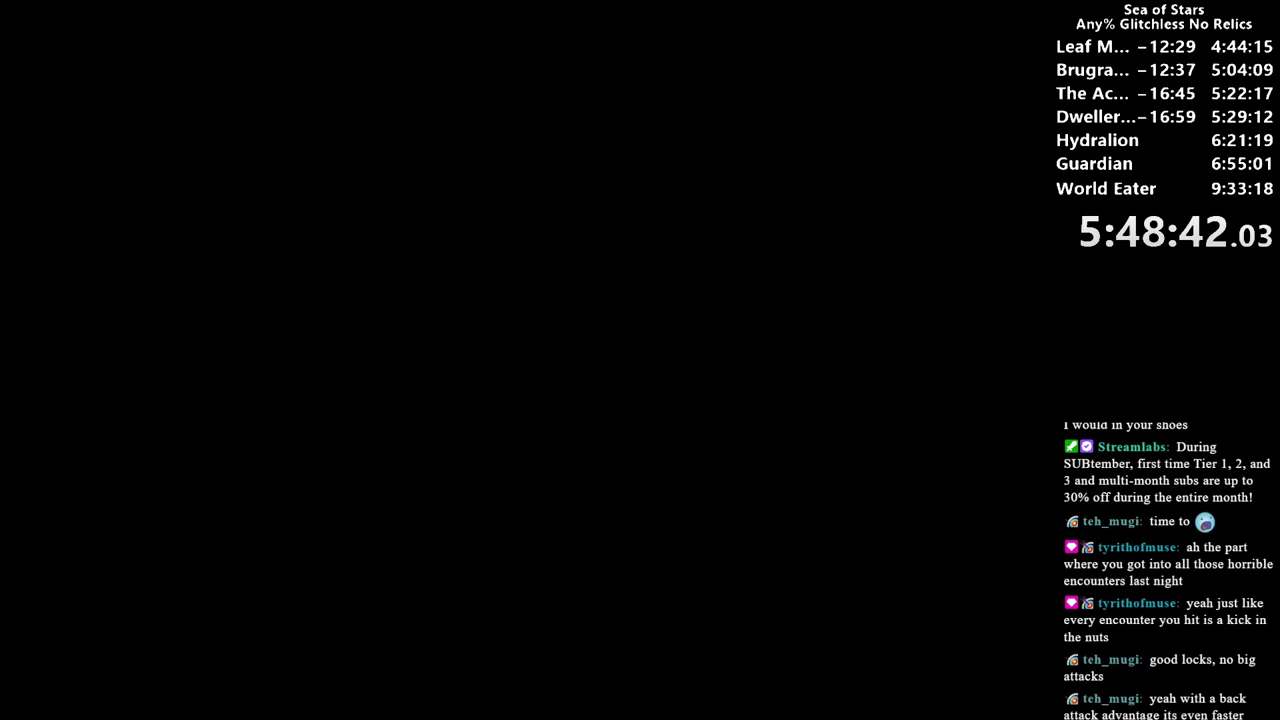 Sea of Stars
Any% Glitchless No Relics
Leaf M... −12:29 4:44:15
Brugra... −12:37 5:04:09
The Ac... −16:45 5:22:17
Dweller...−16:59 5:29:12
Hydralion 6:21:19
Guardian 6:55:01
World Eater 9:33:18
5:48:42.03
I would in your shoes
Streamlabs: During
SUBtember, first time Tier 1, 2, and
3 and multi-month subs are up to
30% off during the entire month!
teh_mugi: time to
tyrithofmuse: ah the part
where you got into all those horrible
encounters last night
tyrithofmuse: yeah just like
every encounter you hit is a kick in
the nuts
teh_mugi: good locks, no big
attacks
teh_mugi: yeah with a back
attack advantage its even faster